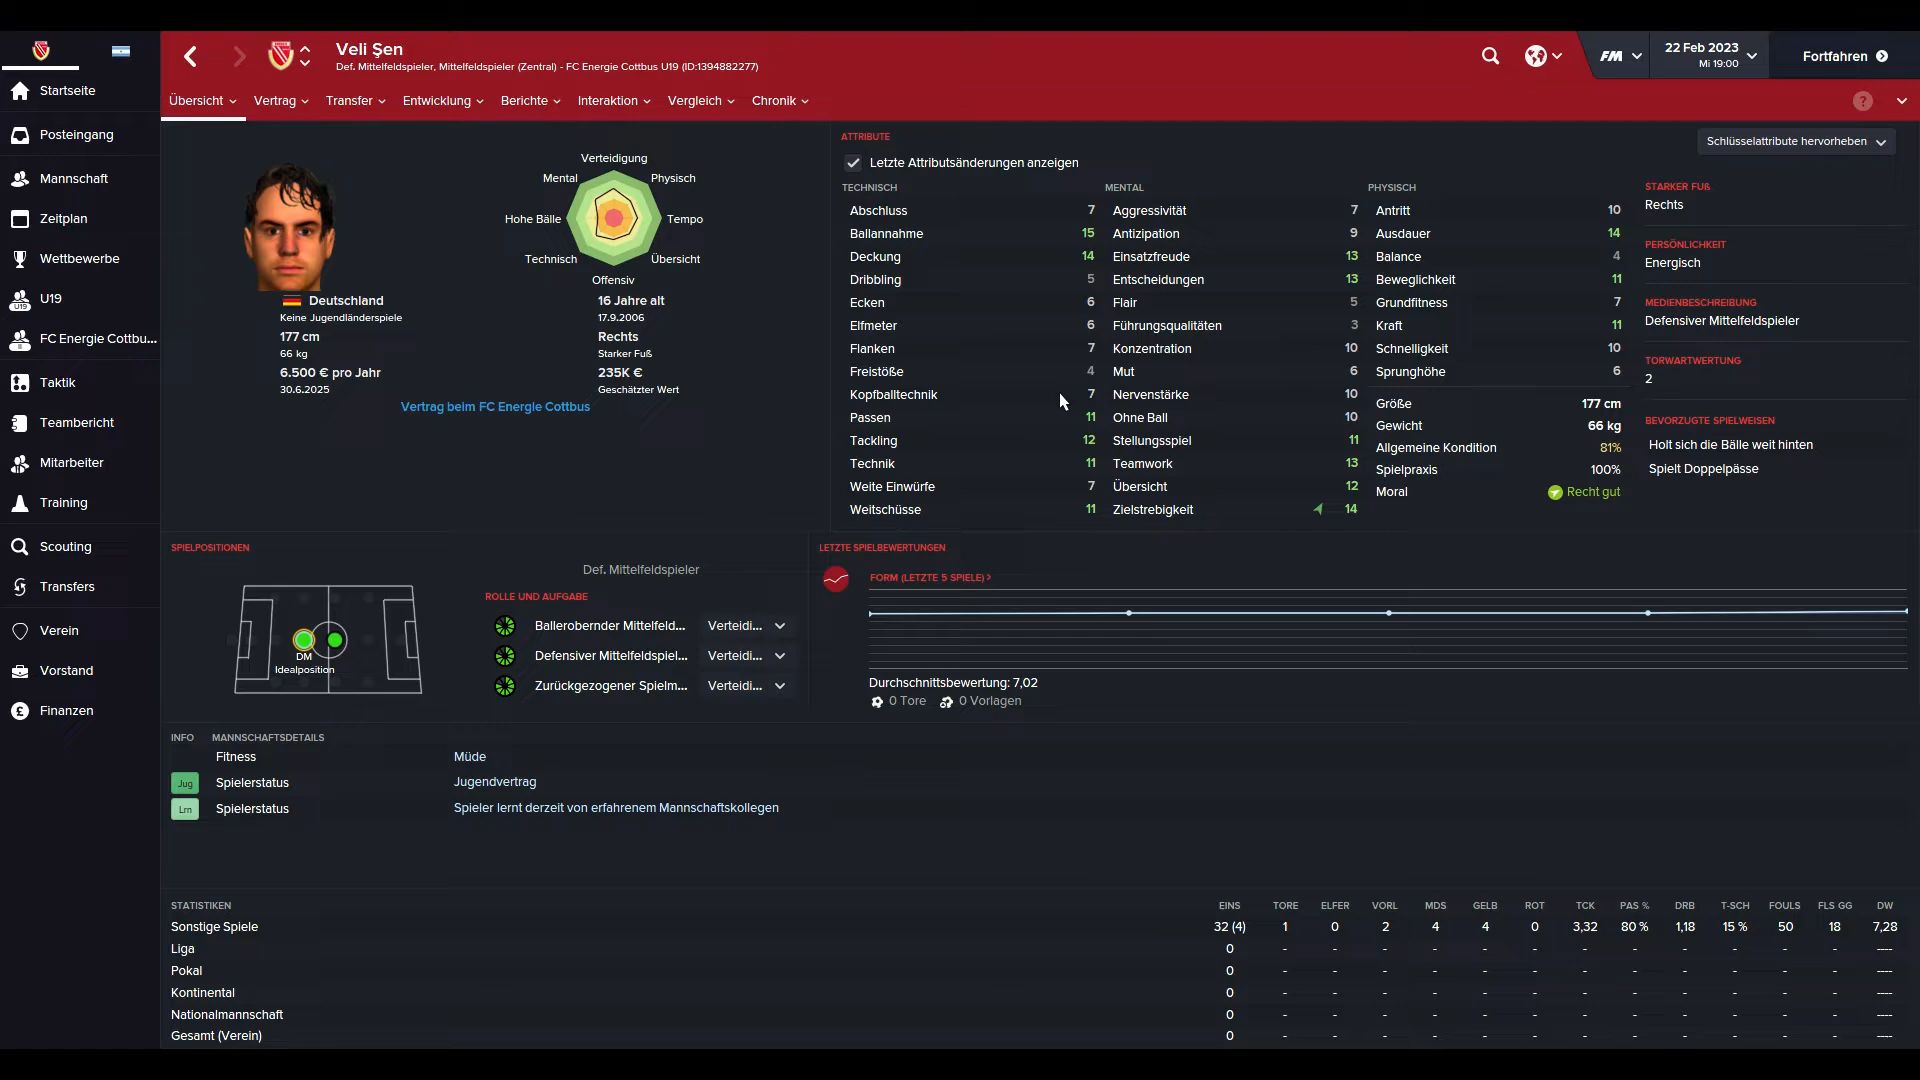 Veli Şen
Def. Mittelfeldspieler, Mittelfeldspieler (Zentral) - FC Energie Cottbus U19 (ID:1394882277)
FM
22 Feb 2023
Mi 19:00
Fortfahren
Übersicht Vertrag Transfer Entwicklung Berichte Interaktion Vergleich Chronik ?
Startseite
Posteingang
Mannschaft
Zeitplan
Wettbewerbe
U19
FC Energie Cottbu...
Taktik
Teambericht
Mitarbeiter
Training
Scouting
Transfers
Verein
Vorstand
Finanzen
Verteidigung
Mental Physisch
Hohe Bälle Tempo
Technisch Übersicht
Offensiv
Deutschland
Keine Jugendländerspiele
177 cm
66 kg
6.500 € pro Jahr
30.6.2025
16 Jahre alt
17.9.2006
Rechts
Starker Fuß
235K €
Geschätzter Wert
Vertrag beim FC Energie Cottbus
ATTRIBUTE
Letzte Attributsänderungen anzeigen
Schlüsselattribute hervorheben
TECHNISCH
Abschluss 7
Ballannahme 15
Deckung 14
Dribbling 5
Ecken 6
Elfmeter 6
Flanken 7
Freistöße 4
Kopfballtechnik 7
Passen 11
Tackling 12
Technik 11
Weite Einwürfe 7
Weitschüsse 11
MENTAL
Aggressivität 7
Antizipation 9
Einsatzfreude 13
Entscheidungen 13
Flair 5
Führungsqualitäten 3
Konzentration 10
Mut 6
Nervenstärke 10
Ohne Ball 10
Stellungsspiel 11
Teamwork 13
Übersicht 12
Zielstrebigkeit 14
PHYSISCH
Antritt 10
Ausdauer 14
Balance 4
Beweglichkeit 11
Grundfitness 7
Kraft 11
Schnelligkeit 10
Sprunghöhe 6
Größe 177 cm
Gewicht 66 kg
Allgemeine Kondition 81%
Spielpraxis 100%
Moral Recht gut
STARKER FUß
Rechts
PERSÖNLICHKEIT
Energisch
MEDIENBESCHREIBUNG
Defensiver Mittelfeldspieler
TORWARTWERTUNG
2
BEVORZUGTE SPIELWEISEN
Holt sich die Bälle weit hinten
Spielt Doppelpässe
SPIELPOSITIONEN
DM
Idealposition
Def. Mittelfeldspieler
ROLLE UND AUFGABE
Ballerobernder Mittelfeld... Verteidi...
Defensiver Mittelfeldspiel... Verteidi...
Zurückgezogener Spielm... Verteidi...
LETZTE SPIELBEWERTUNGEN
FORM (LETZTE 5 SPIELE) >
Durchschnittsbewertung: 7,02
0 Tore 0 Vorlagen
INFO MANNSCHAFTSDETAILS
Fitness Müde
Jug Spielerstatus Jugendvertrag
Lrn Spielerstatus Spieler lernt derzeit von erfahrenem Mannschaftskollegen
STATISTIKEN EINS TORE ELFER VORL MDS GELB ROT TCK PAS % DRB T-SCH FOULS FLS GG DW
Sonstige Spiele 32 (4) 1 0 2 4 4 0 3,32 80 % 1,18 15 % 50 18 7,28
Liga 0 - - - - - - - - - - - - ----
Pokal 0 - - - - - - - - - - - - ----
Kontinental 0 - - - - - - - - - - - - ----
Nationalmannschaft 0 - - - - - - - - - - - - ----
Gesamt (Verein) 0 - - - - - - - - - - - - ----